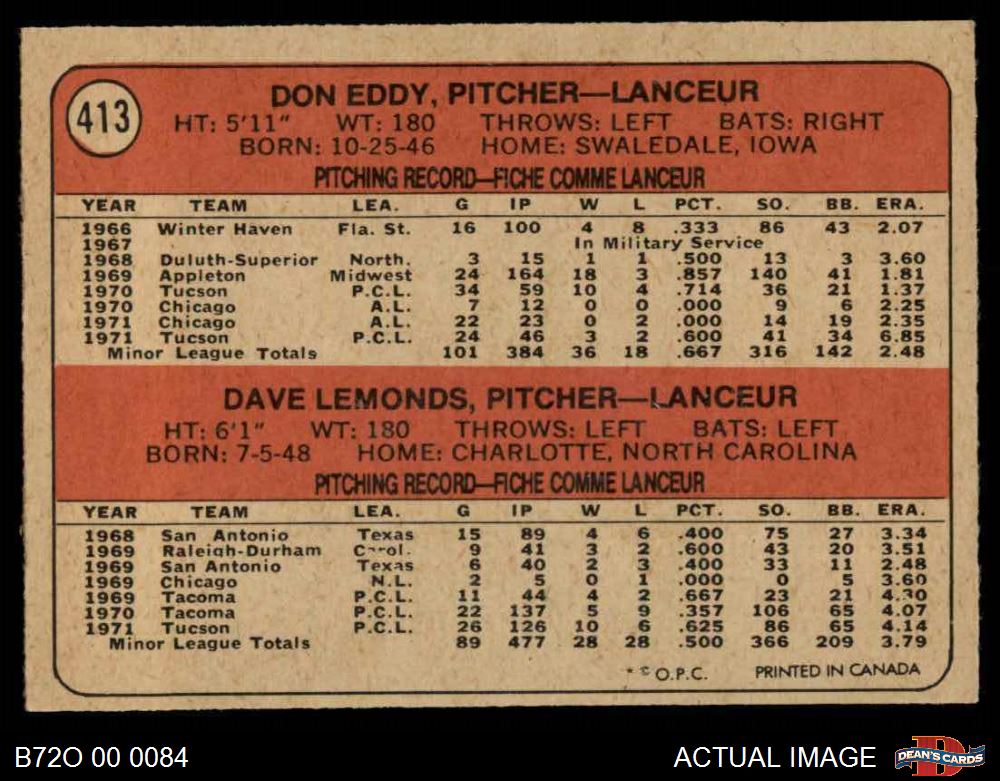 413
DON EDDY, PITCHER—LANCEUR
HT: 5'11" WT: 180 THROWS: LEFT BATS: RIGHT
BORN: 10-25-46 HOME: SWALEDALE, IOWA
PITCHING RECORD—FICHE COMME LANCEUR
YEAR TEAM LEA. G IP W L PCT. SO. BB. ERA.
1966 Winter Haven Fla. St. 16 100 4 8 .333 86 43 2.07
1967 In Military Service
1968 Duluth-Superior North. 3 15 1 1 .500 13 3 3.60
1969 Appleton Midwest 24 164 18 3 .857 140 41 1.81
1970 Tucson P.C.L. 34 59 10 4 .714 36 21 1.37
1970 Chicago A.L. 7 12 0 0 .000 9 6 2.25
1971 Chicago A.L. 22 23 0 2 .000 14 19 2.35
1971 Tucson P.C.L. 24 46 3 2 .600 41 34 6.85
Minor League Totals 101 384 36 18 .667 316 142 2.48
DAVE LEMONDS, PITCHER—LANCEUR
HT: 6'1" WT: 180 THROWS: LEFT BATS: LEFT
BORN: 7-5-48 HOME: CHARLOTTE, NORTH CAROLINA
PITCHING RECORD—FICHE COMME LANCEUR
YEAR TEAM LEA. G IP W L PCT. SO. BB. ERA.
1968 San Antonio Texas 15 89 4 6 .400 75 27 3.34
1969 Raleigh-Durham Carol. 9 41 3 2 .600 43 20 3.51
1969 San Antonio Texas 6 40 2 3 .400 33 11 2.48
1969 Chicago N.L. 2 5 0 1 .000 0 5 3.60
1969 Tacoma P.C.L. 11 44 4 2 .667 23 21 4.30
1970 Tacoma P.C.L. 22 137 5 9 .357 106 65 4.07
1971 Tucson P.C.L. 26 126 10 6 .625 86 65 4.14
Minor League Totals 89 477 28 28 .500 366 209 3.79
* © O.P.C. PRINTED IN CANADA
B72O 00 0084 ACTUAL IMAGE DEAN'S CARDS